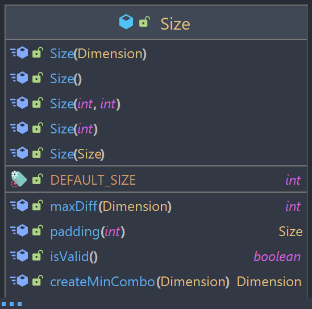 Size
Size(Dimension)
Size()
Size(int, int)
Size(int)
Size(Size)
DEFAULT_SIZE int
maxDiff(Dimension) int
padding(int) Size
isValid() boolean
createMinCombo(Dimension) Dimension